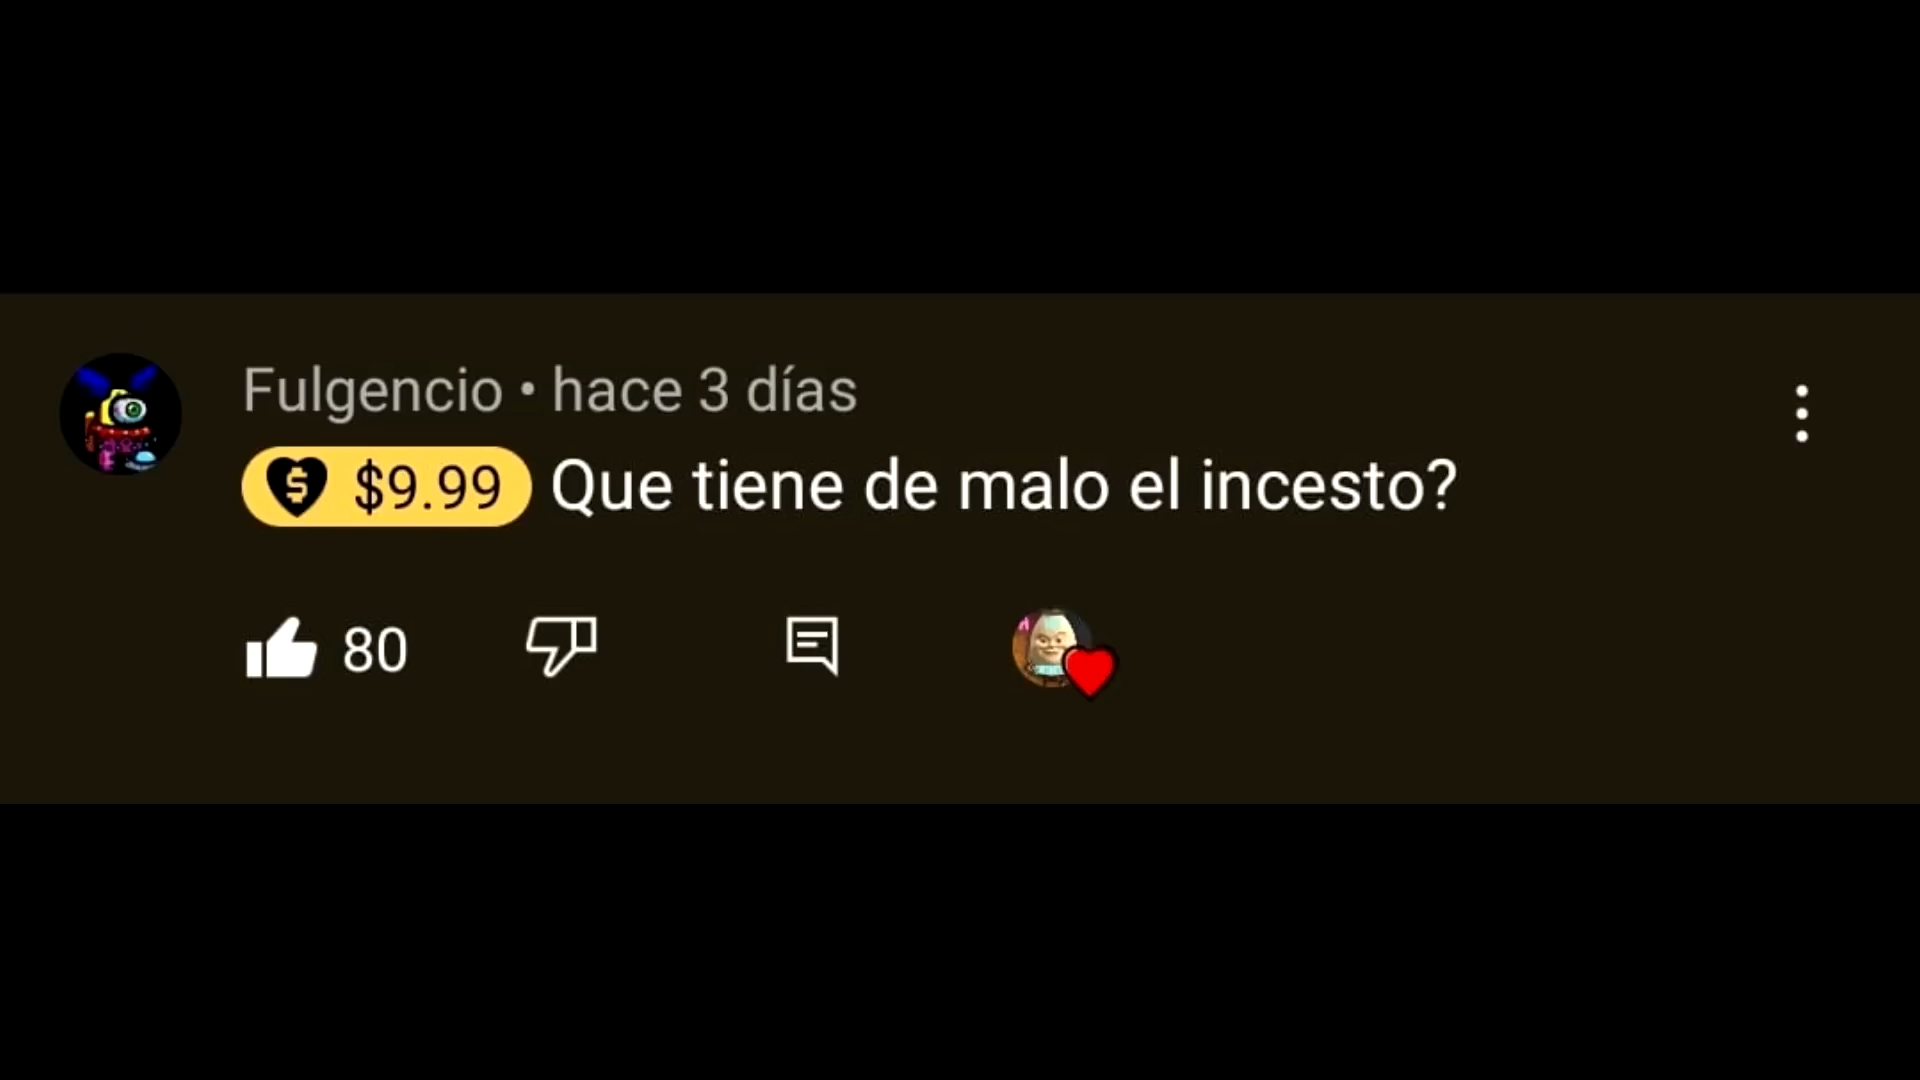 Fulgencio • hace 3 días
$9.99 Que tiene de malo el incesto?
80